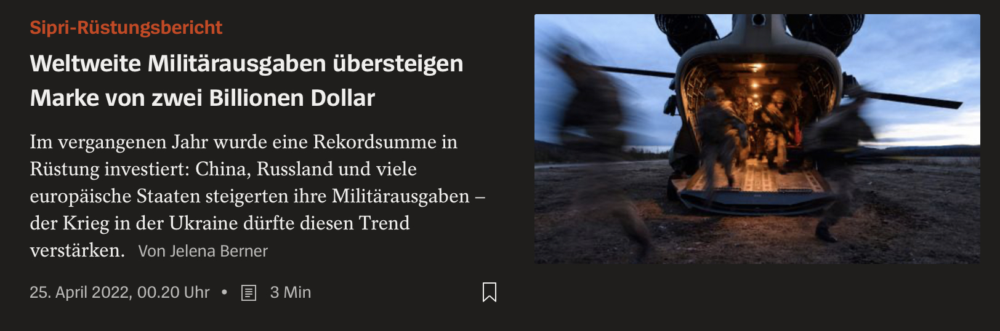 Sipri-Rüstungsbericht
Weltweite Militärausgaben übersteigen
Marke von zwei Billionen Dollar
Im vergangenen Jahr wurde eine Rekordsumme in
Rüstung investiert: China, Russland und viele
europäische Staaten steigerten ihre Militärausgaben –
der Krieg in der Ukraine dürfte diesen Trend
verstärken. Von Jelena Berner
25. April 2022, 00.20 Uhr • 3 Min